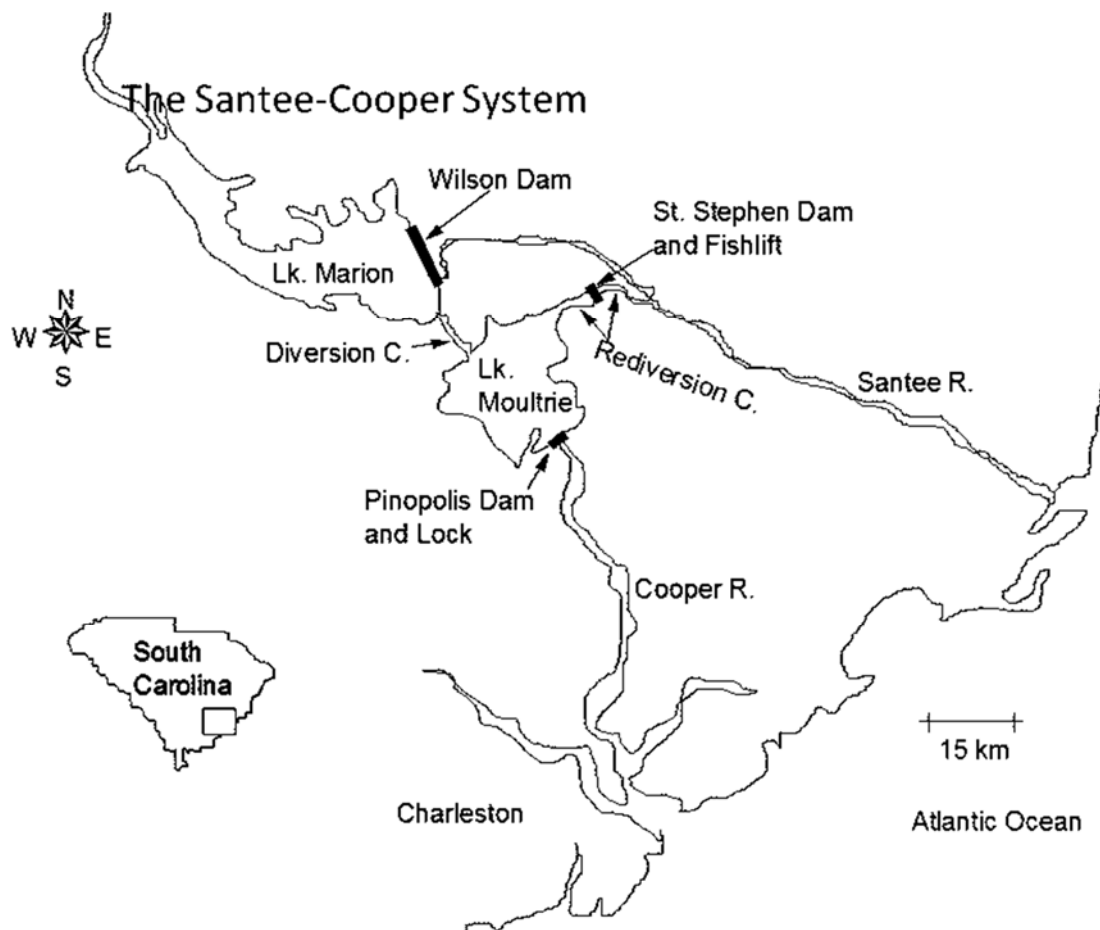 The Santee-Cooper System
Wilson Dam
St. Stephen Dam
and Fishlift
Lk. Marion
N
W E
S
Diversion C.
Lk.
Moultrie
Rediversion C.
Santee R.
Pinopolis Dam
and Lock
Cooper R.
South
Carolina
15 km
Charleston
Atlantic Ocean